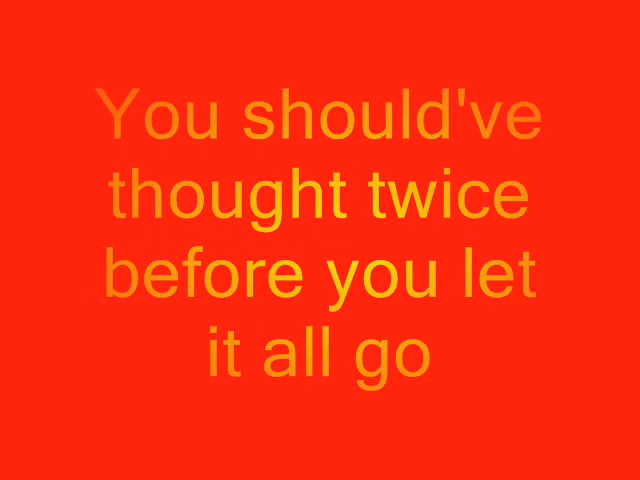 You should've
thought twice
before you let
it all go